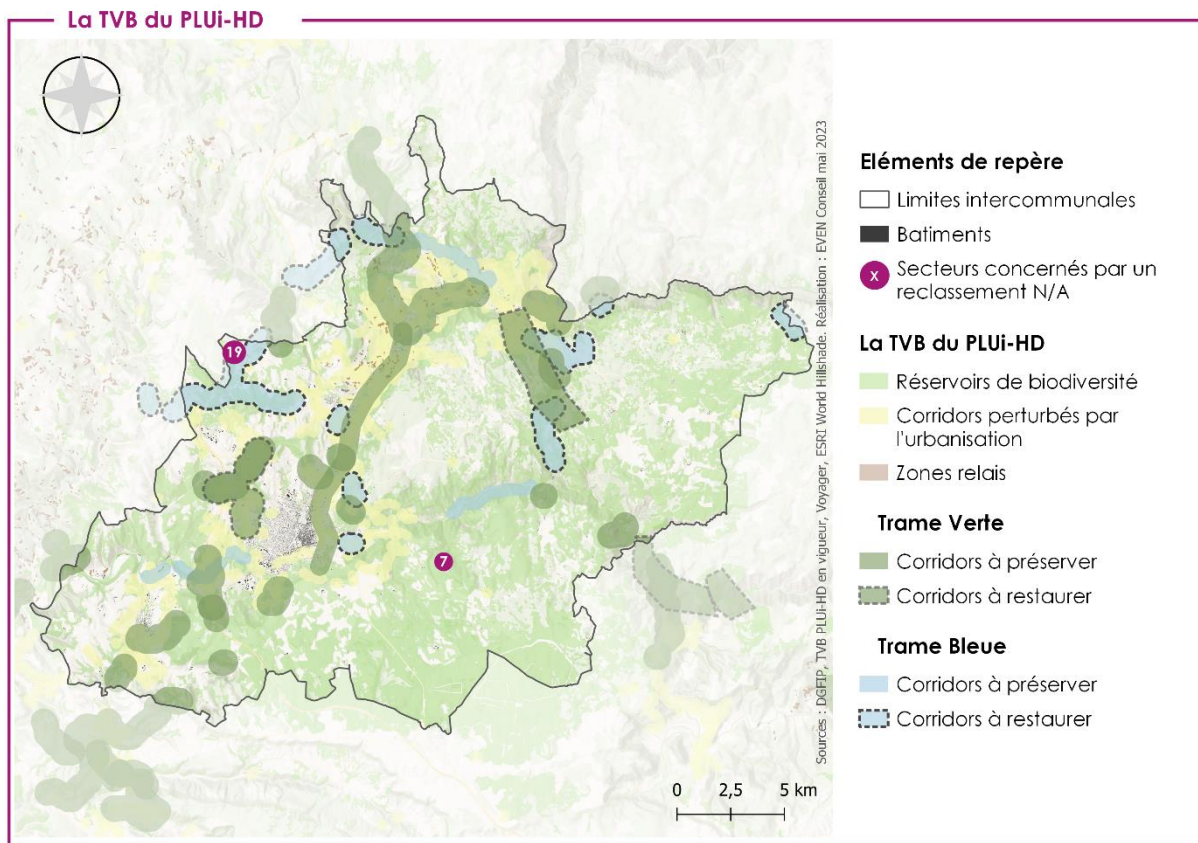 La TVB du PLUi-HD
19
7
0 2,5 5 km
Sources : DGFIP, TVB PLUi-HD en vigueur, Voyager, ESRI World Hillshade. Réalisation : EVEN Conseil mai 2023
Eléments de repère
Limites intercommunales
Batiments
x
Secteurs concernés par un
reclassement N/A
La TVB du PLUi-HD
Réservoirs de biodiversité
Corridors perturbés par
l'urbanisation
Zones relais
Trame Verte
Corridors à préserver
Corridors à restaurer
Trame Bleue
Corridors à préserver
Corridors à restaurer